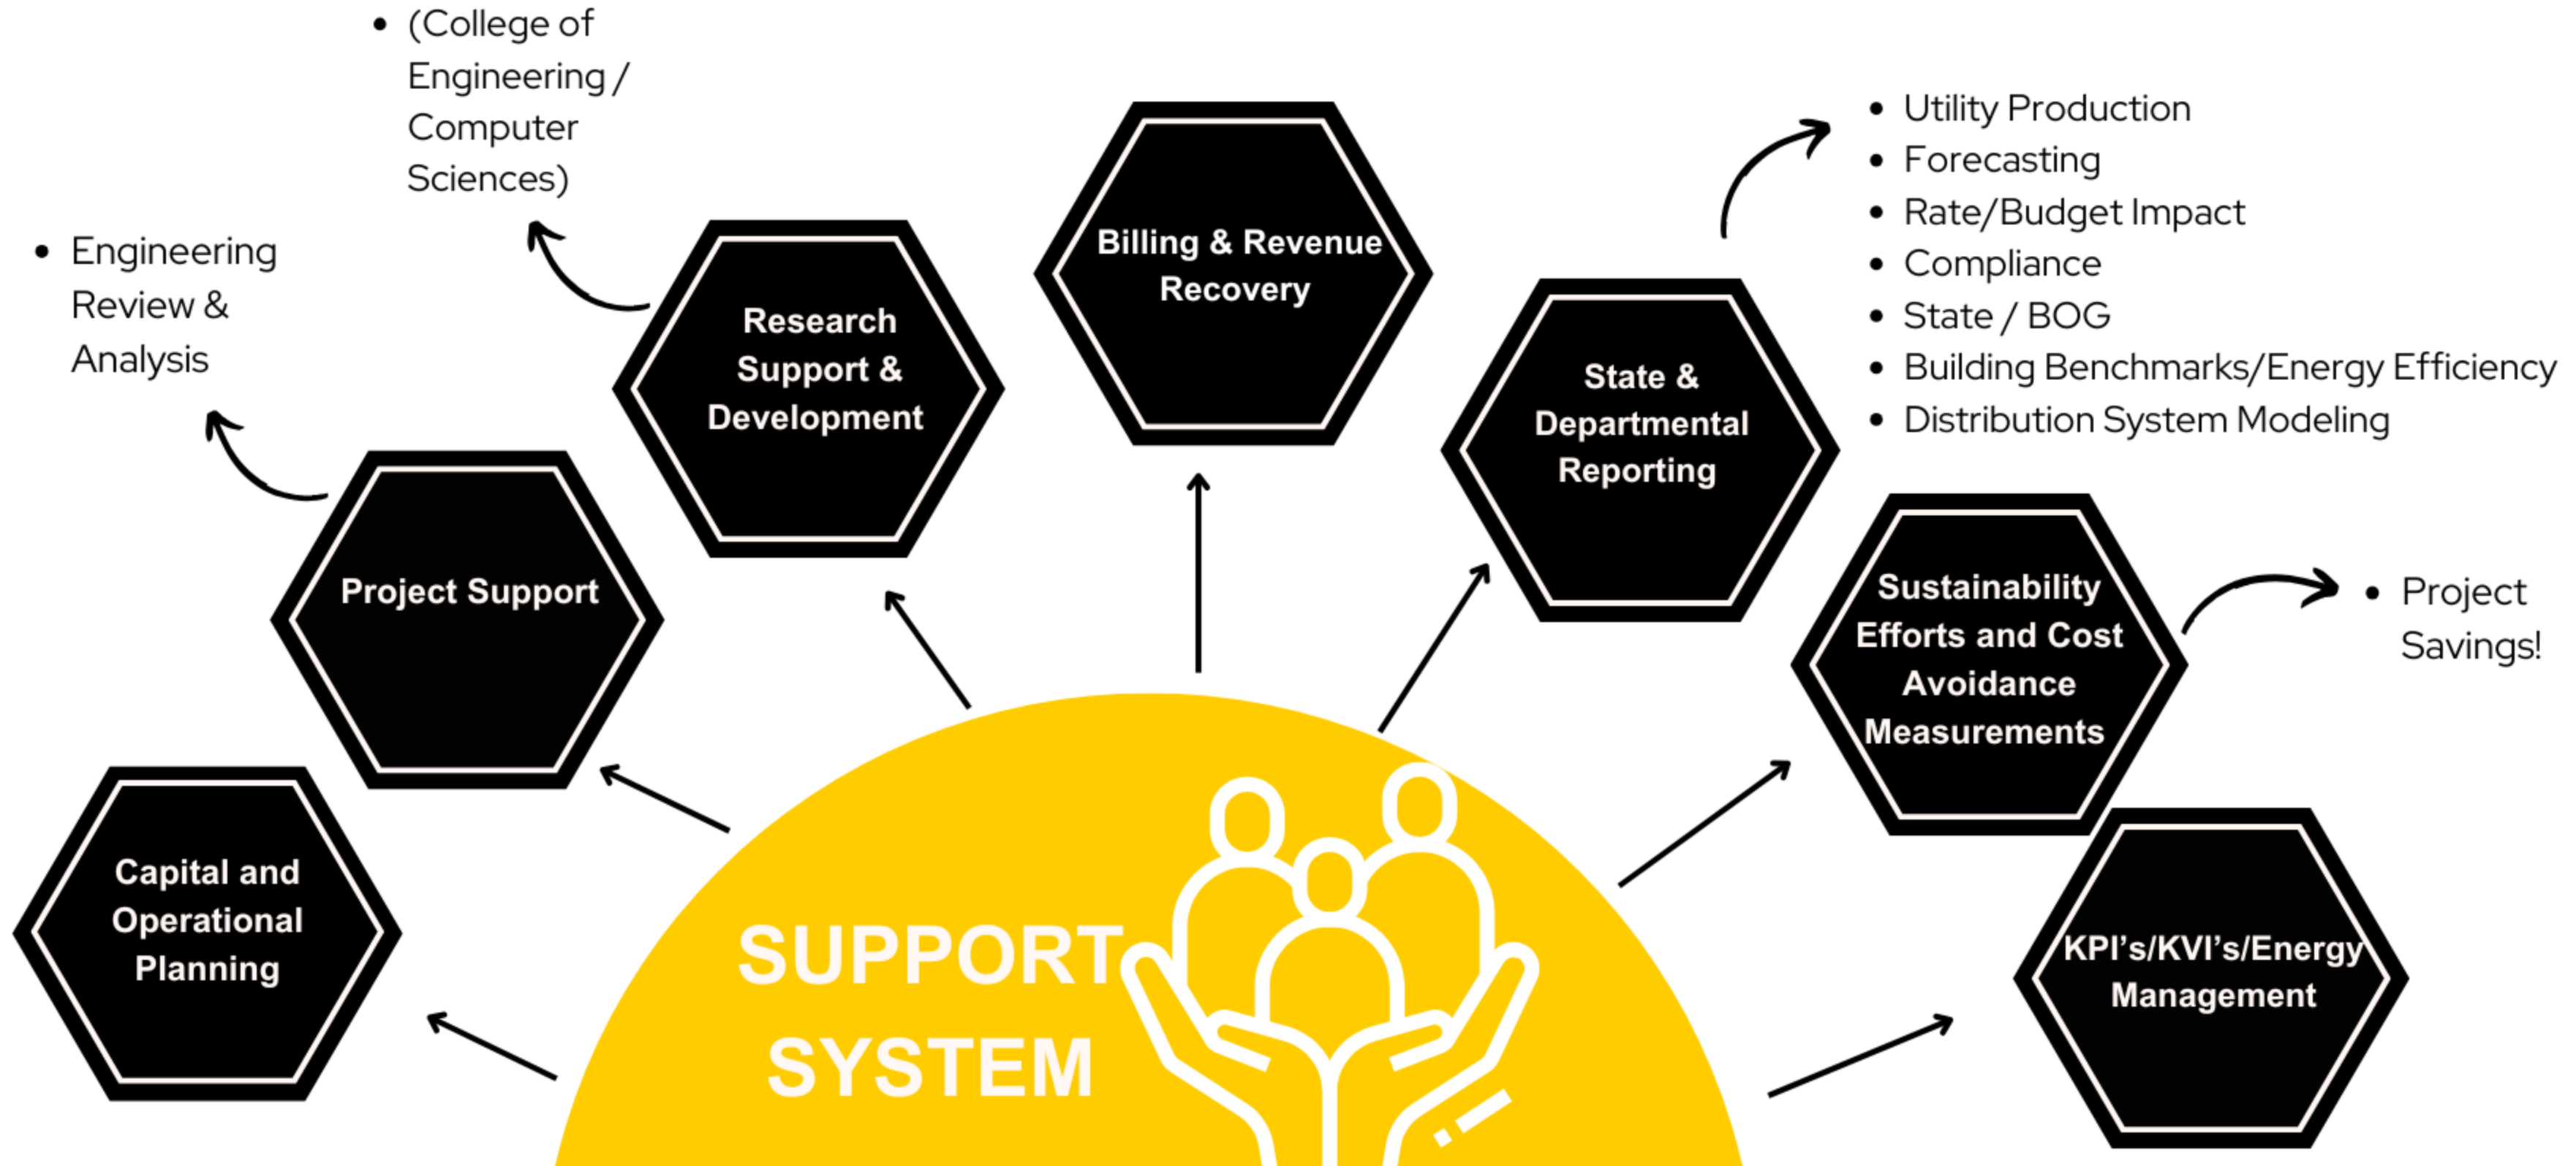 • (College of
Engineering /
Computer
Sciences)
• Engineering
Review &
Analysis
Capital and
Operational
Planning
Project Support
Research
Support &
Development
Billing & Revenue
Recovery
State &
Departmental
Reporting
• Utility Production
• Forecasting
• Rate/Budget Impact
• Compliance
• State / BOG
• Building Benchmarks/Energy Efficiency
• Distribution System Modeling
Sustainability
Efforts and Cost
Avoidance
Measurements
• Project
Savings!
KPI's/KVI's/Energy
Management
SUPPORT
SYSTEM